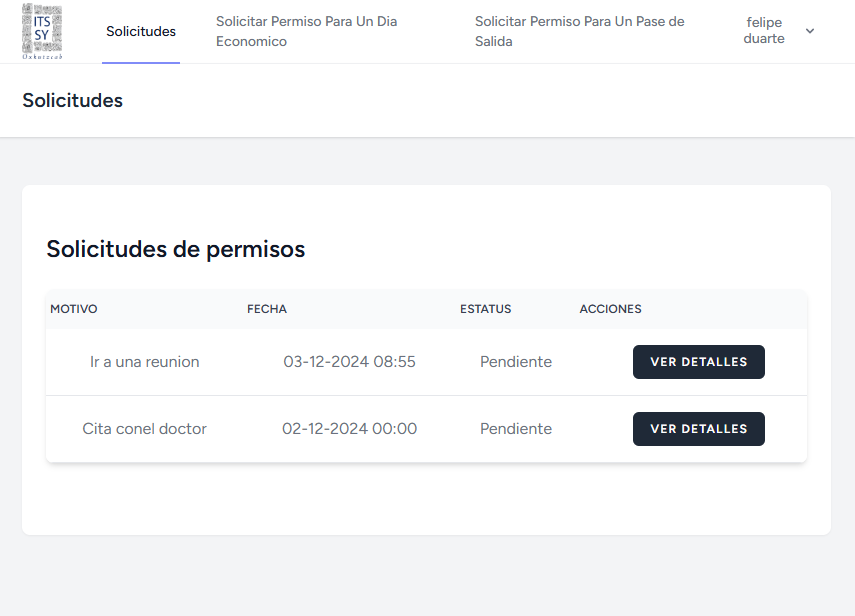 ITS
SY
Oxkutzcab
Solicitudes
Solicitar Permiso Para Un Dia
Economico
Solicitar Permiso Para Un Pase de
Salida
felipe
duarte
Solicitudes
Solicitudes de permisos
MOTIVO FECHA ESTATUS ACCIONES
Ir a una reunion 03-12-2024 08:55 Pendiente VER DETALLES
Cita conel doctor 02-12-2024 00:00 Pendiente VER DETALLES